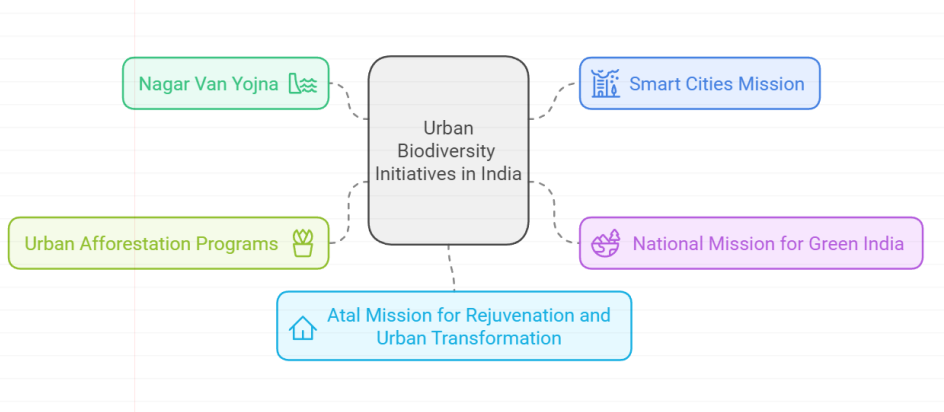 Nagar Van Yojna
Smart Cities Mission
Urban
Biodiversity
Initiatives in India
Urban Afforestation Programs
National Mission for Green India
Atal Mission for Rejuvenation and
Urban Transformation